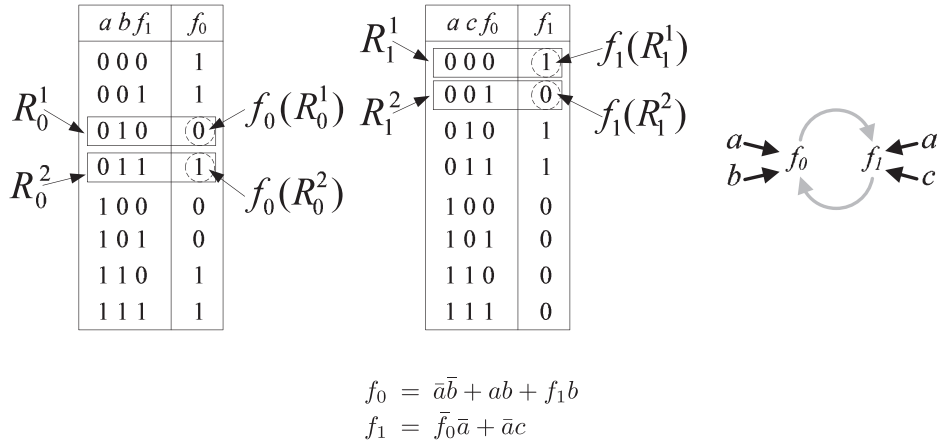 a b f₁ f₀
0 0 0 1
0 0 1 1
0 1 0 0
0 1 1 1
1 0 0 0
1 0 1 0
1 1 0 1
1 1 1 1
R₀¹
R₀²
f₀(R₀¹)
f₀(R₀²)
a c f₀ f₁
0 0 0 1
0 0 1 0
0 1 0 1
0 1 1 1
1 0 0 0
1 0 1 0
1 1 0 0
1 1 1 0
R₁¹
R₁²
f₁(R₁¹)
f₁(R₁²)
a f₀ f₁ a
b c
f₀ = āb̄ + ab + f₁b
f₁ = f̄₀ā + āc